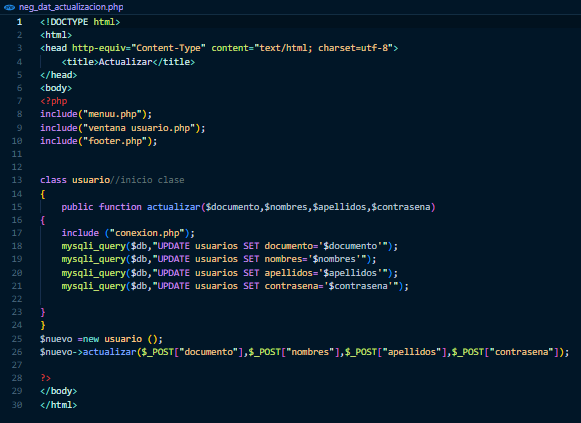 neg_dat_actualizacion.php
1 <!DOCTYPE html>
2 <html>
3 <head http-equiv="Content-Type" content="text/html; charset=utf-8">
4 <title>Actualizar</title>
5 </head>
6 <body>
7 <?php
8 include("menuu.php");
9 include("ventana usuario.php");
10 include("footer.php");
11
12
13 class usuario//inicio clase
14 {
15 public function actualizar($documento,$nombres,$apellidos,$contrasena)
16 {
17 include ("conexion.php");
18 mysqli_query($db,"UPDATE usuarios SET documento='$documento'");
19 mysqli_query($db,"UPDATE usuarios SET nombres='$nombres'");
20 mysqli_query($db,"UPDATE usuarios SET apellidos='$apellidos'");
21 mysqli_query($db,"UPDATE usuarios SET contrasena='$contrasena'");
22
23 }
24 }
25 $nuevo =new usuario ();
26 $nuevo->actualizar($_POST["documento"],$_POST["nombres"],$_POST["apellidos"],$_POST["contrasena"]);
27
28 ?>
29 </body>
30 </html>